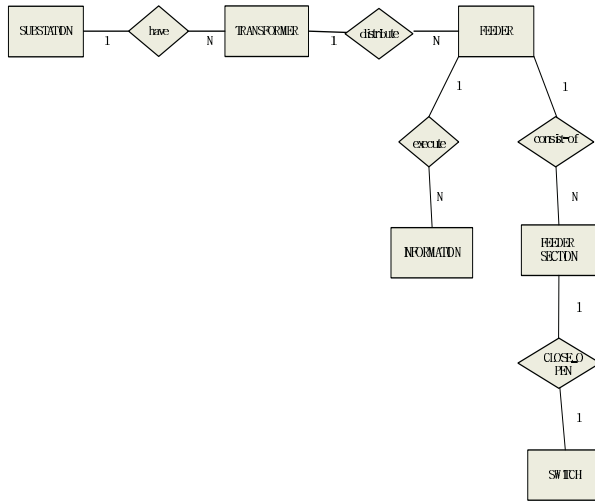 SUBSTATION
1
have
N
TRANSFORMER
1
distribute
N
FEEDER
1
1
execute
consist-of
N
N
INFORMATION
FEEDER
SECTION
1
CLOSE_O
PEN
1
SWITCH